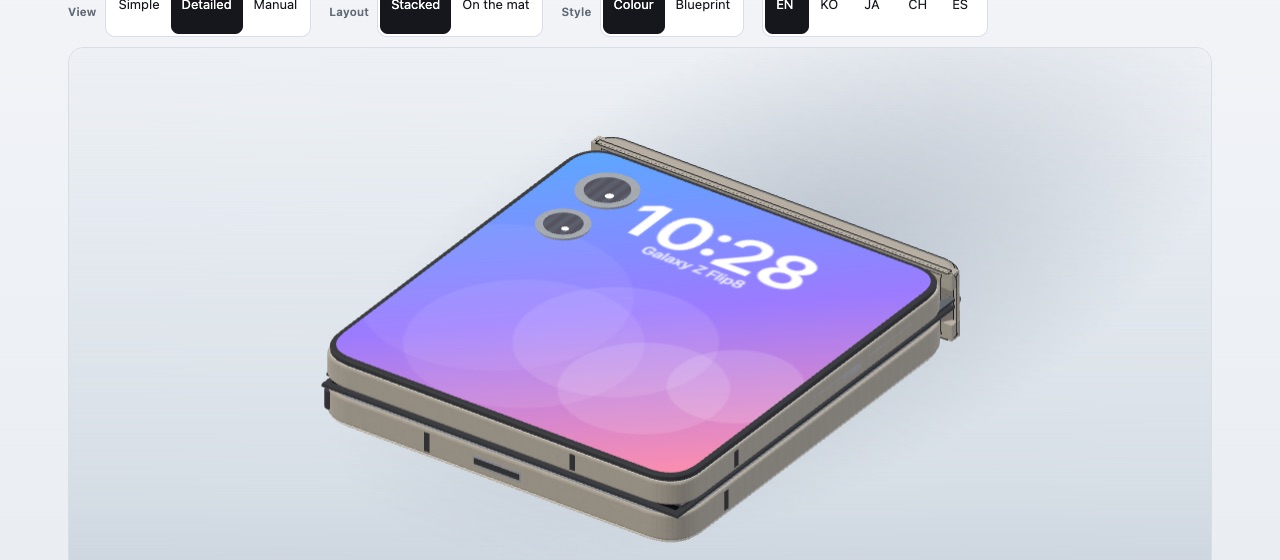 View Simple Detailed Manual Layout Stacked On the mat Style Colour Blueprint EN KO JA CH ES
10:28
Galaxy Z Flip8